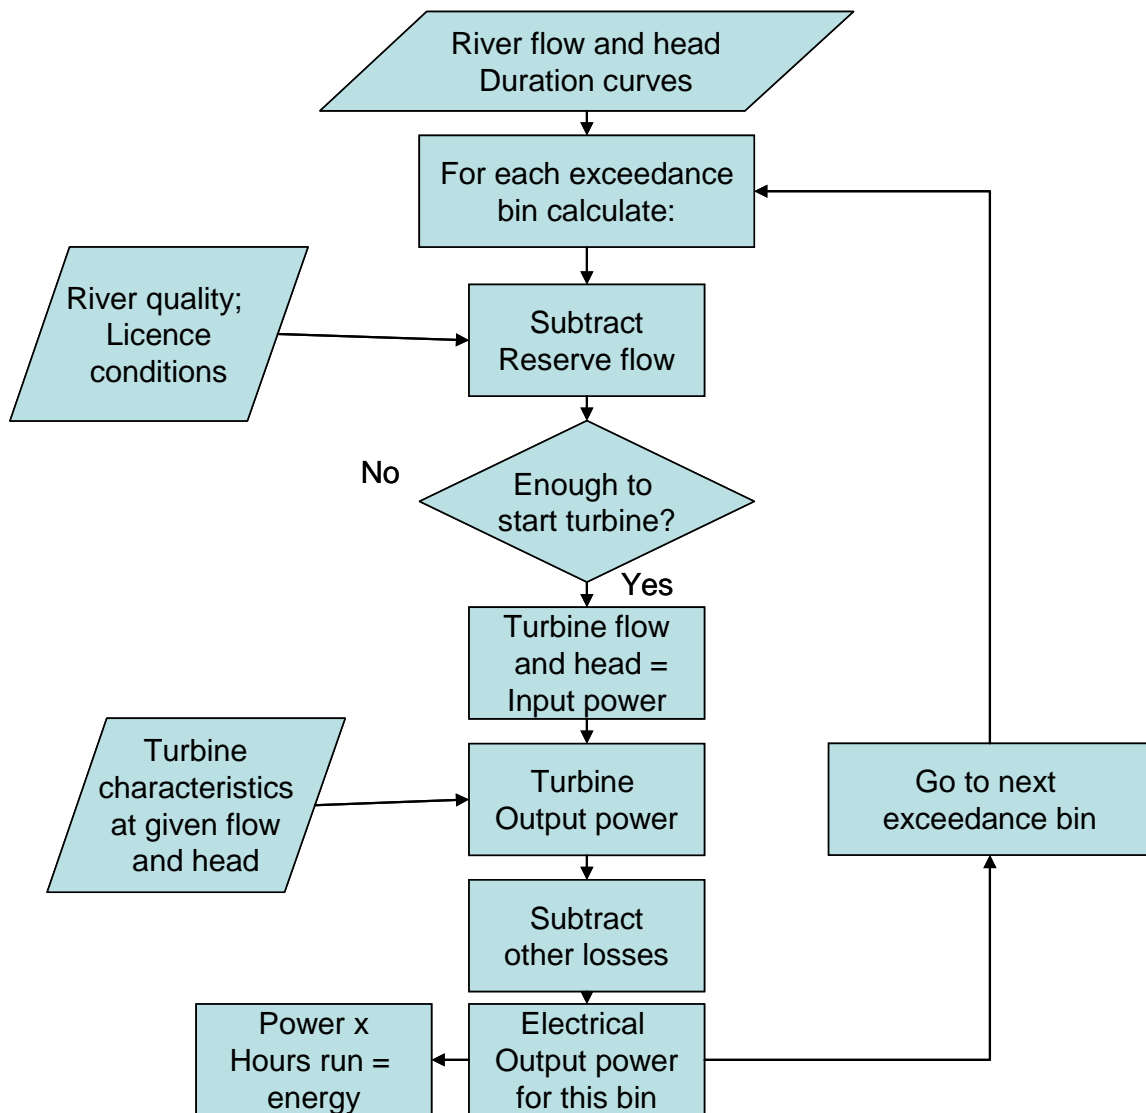 River flow and head
Duration curves
For each exceedance
bin calculate:
River quality;
Licence
conditions
Subtract
Reserve flow
No
Enough to
start turbine?
Yes
Turbine flow
and head =
Input power
Turbine
characteristics
at given flow
and head
Turbine
Output power
Go to next
exceedance bin
Subtract
other losses
Power x
Hours run =
energy
Electrical
Output power
for this bin